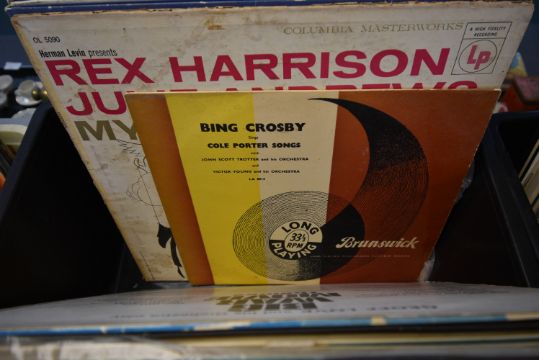 COLUMBIA MASTERWORKS
A HIGH FIDELITY
RECORDING
LP
OL 5090
Herman Levin presents
REX HARRISON
JULIE ANDREWS
MY
BING CROSBY
Sings
COLE PORTER SONGS
with
JOHN SCOTT TROTTER and his ORCHESTRA
and
VICTOR YOUNG and his ORCHESTRA
LONG
33⅓
RPM
PLAYING
Brunswick